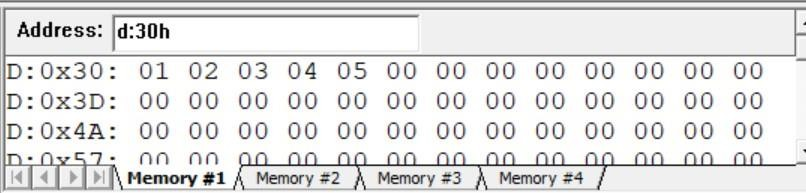 Address: d:30h
D:0x30: 01 02 03 04 05 00 00 00 00 00 00 00 00
D:0x3D: 00 00 00 00 00 00 00 00 00 00 00 00 00
D:0x4A: 00 00 00 00 00 00 00 00 00 00 00 00 00
D:0x57: 00 00 00 00 00 00 00 00 00 00 00 00 00
Memory #1 Memory #2 Memory #3 Memory #4